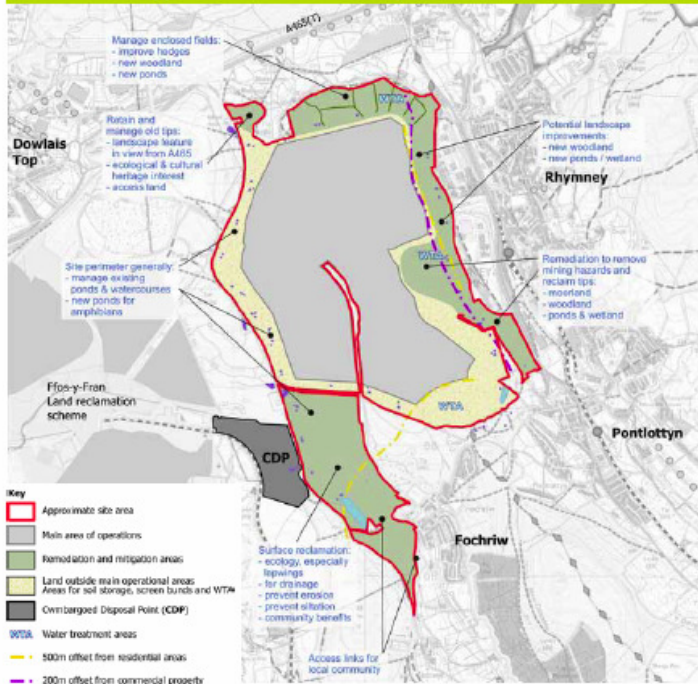 A465(T)
Manage enclosed fields:
- improve hedges
- new woodland
- new ponds
WTA
Retain and
manage old tips:
- landscape feature
in view from A465
- ecological & cultural
heritage interest
- access land
Dowlais
Top
Potential landscape
improvements:
- new woodland
- new ponds / wetland
Rhymney
Site perimeter generally:
- manage existing
ponds & watercourses
- new ponds for
amphibians
WTA
Remediation to remove
mining hazards and
reclaim tips:
- moorland
- woodland
- ponds & wetland
Ffos-y-Fran
Land reclamation
scheme
WTA
Pontlottyn
CDP
Fochriw
Surface reclamation:
- ecology, especially
lapwings
- for drainage
- prevent erosion
- prevent siltation
- community benefits
Access links for
local community
Key
Approximate site area
Main area of operations
Remediation and mitigation areas
Land outside main operational areas
Areas for soil storage, screen bunds and WTAs
Cwmbargoed Disposal Point (CDP)
WTA Water treatment areas
500m offset from residential areas
200m offset from commercial property